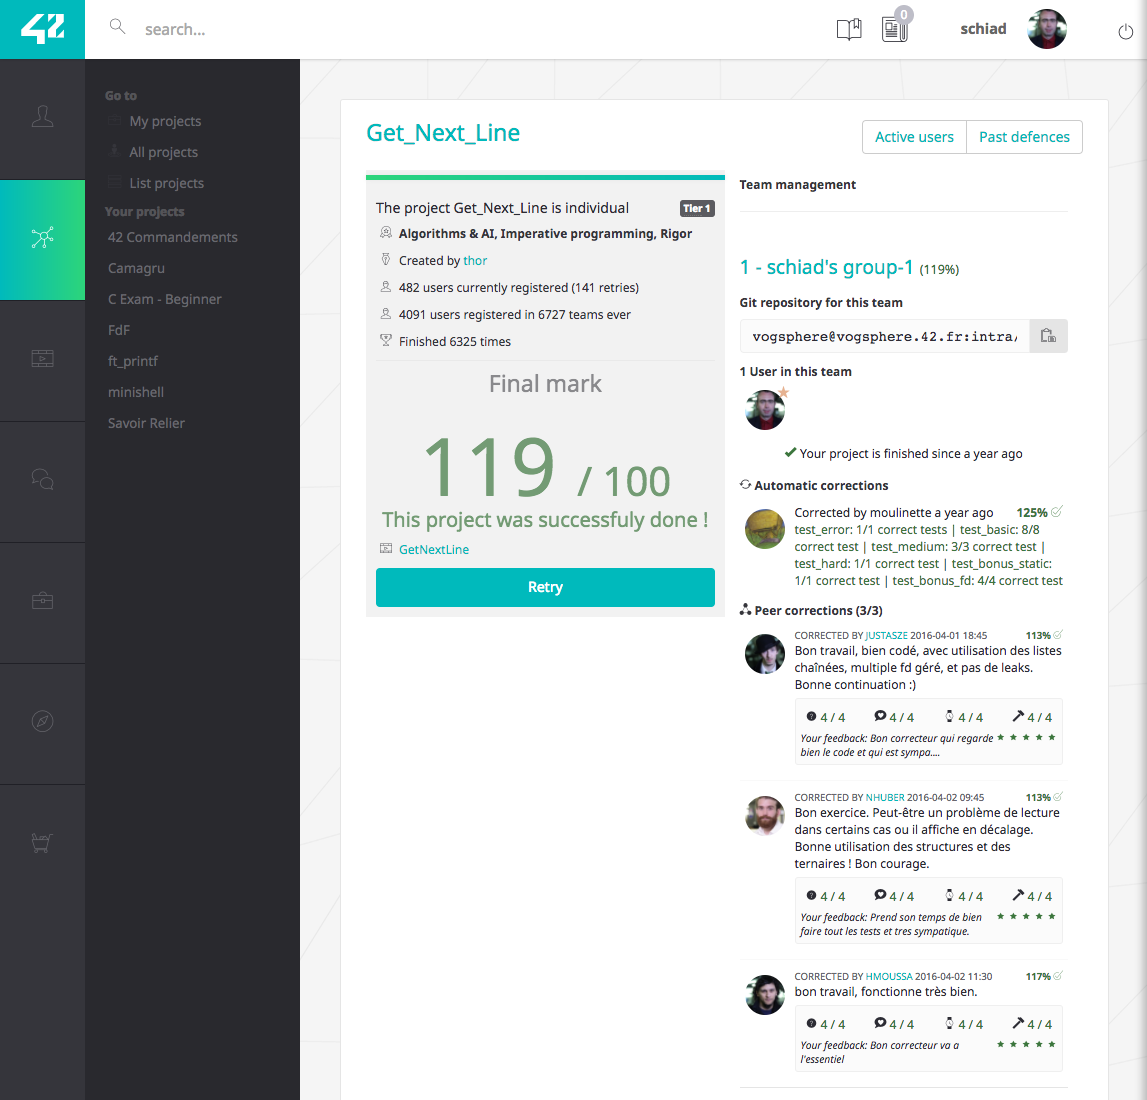 42
search...
0
schiad
Go to
My projects
All projects
List projects
Your projects
42 Commandements
Camagru
C Exam - Beginner
FdF
ft_printf
minishell
Savoir Relier
Get_Next_Line
Active users
Past defences
The project Get_Next_Line is individual
Tier 1
Algorithms & AI, Imperative programming, Rigor
Created by thor
482 users currently registered (141 retries)
4091 users registered in 6727 teams ever
Finished 6325 times
Final mark
119 / 100
This project was successfuly done !
GetNextLine
Retry
Team management
1 - schiad's group-1 (119%)
Git repository for this team
vogsphere@vogsphere.42.fr:intra/
1 User in this team
Your project is finished since a year ago
Automatic corrections
Corrected by moulinette a year ago 125%
test_error: 1/1 correct tests | test_basic: 8/8
correct test | test_medium: 3/3 correct test |
test_hard: 1/1 correct test | test_bonus_static:
1/1 correct test | test_bonus_fd: 4/4 correct test
Peer corrections (3/3)
CORRECTED BY JUSTASZE 2016-04-01 18:45 113%
Bon travail, bien codé, avec utilisation des listes
chaînées, multiple fd géré, et pas de leaks.
Bonne continuation :)
4 / 4 4 / 4 4 / 4 4 / 4
Your feedback: Bon correcteur qui regarde
bien le code et qui est sympa....
CORRECTED BY NHUBER 2016-04-02 09:45 113%
Bon exercice. Peut-être un problème de lecture
dans certains cas ou il affiche en décalage.
Bonne utilisation des structures et des
ternaires ! Bon courage.
4 / 4 4 / 4 4 / 4 4 / 4
Your feedback: Prend son temps de bien
faire tout les tests et tres sympatique.
CORRECTED BY HMOUSSA 2016-04-02 11:30 117%
bon travail, fonctionne très bien.
4 / 4 4 / 4 4 / 4 4 / 4
Your feedback: Bon correcteur va a
l'essentiel